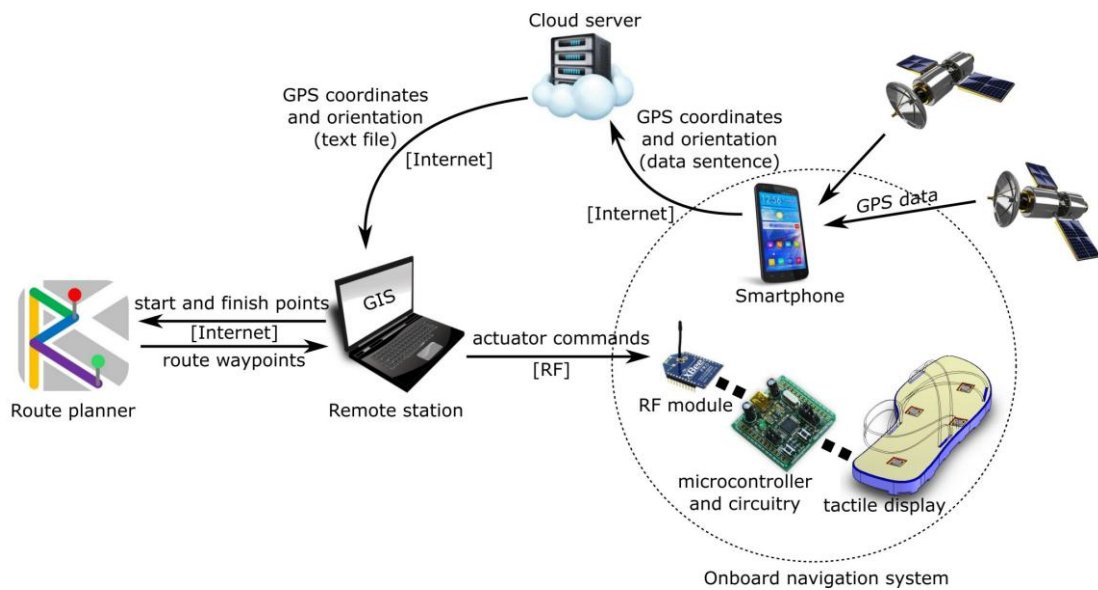 Cloud server
GPS coordinates
and orientation
(text file)
[Internet]
GPS coordinates
and orientation
(data sentence)
[Internet]
GPS data
Smartphone
GIS
start and finish points
[Internet]
route waypoints
Route planner
Remote station
actuator commands
[RF]
XBee
RF module
microcontroller
and circuitry
tactile display
Onboard navigation system